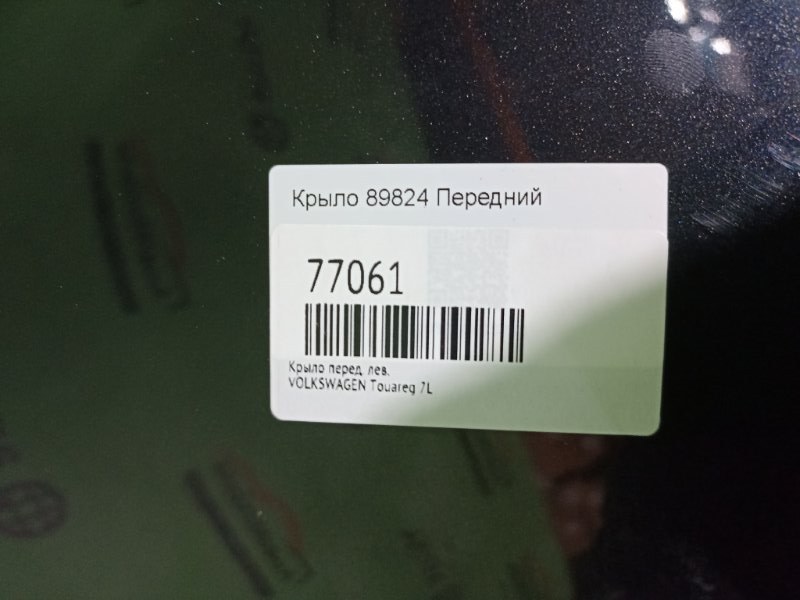 Крыло 89824 Передний
77061
Крыло перед. лев.
VOLKSWAGEN Touareg 7L